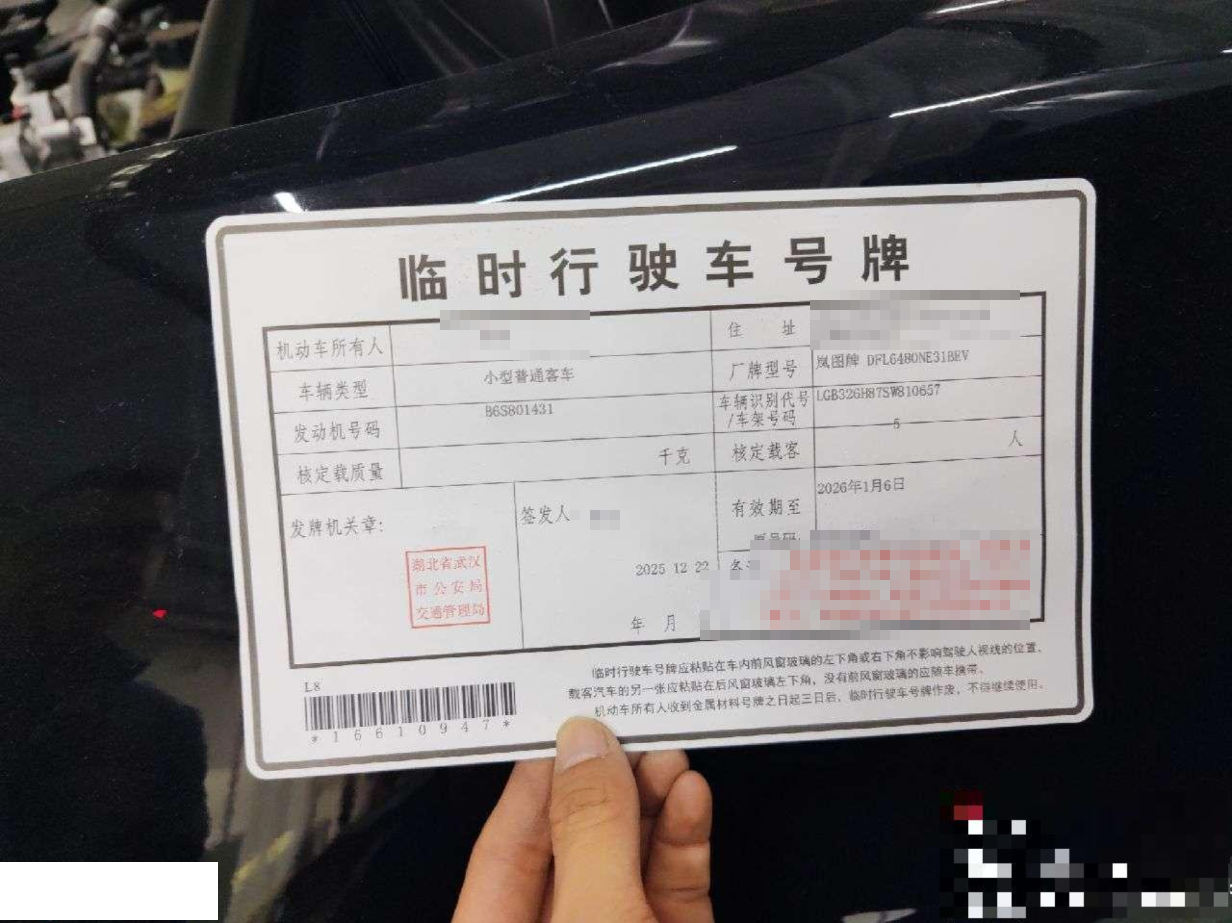 临时行驶车号牌
机动车所有人
住 址
车辆类型 小型普通客车
厂牌型号 岚图牌 DFL6480NE31BEV
发动机号码 B6S801431
车辆识别代号/车架号码 LGB326H87SW810657
核定载质量 千克
核定载客 5 人
发牌机关章:
湖北省武汉
市公安局
交通管理局
签发人
2025 12 22
年 月
有效期至 2026年1月6日
临时行驶车号牌应粘贴在车内前风窗玻璃的左下角或右下角不影响驾驶人视线的位置.
载客汽车的另一张应粘贴在后风窗玻璃左下角，没有前风窗玻璃的应随车携带.
机动车所有人收到金属材料号牌之日起三日后，临时行驶车号牌作废，不得继续使用.
L8
*16610947*